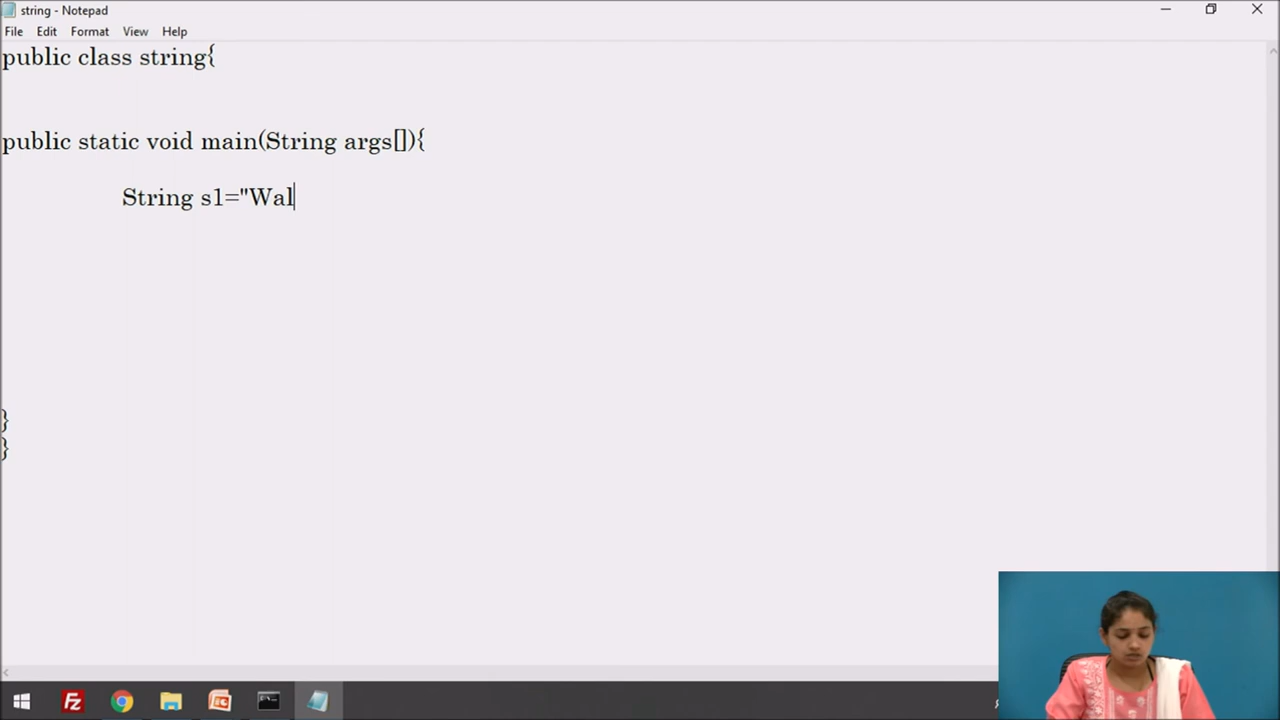 string - Notepad
File Edit Format View Help
public class string{
public static void main(String args[]){
String s1="Wal
}
}